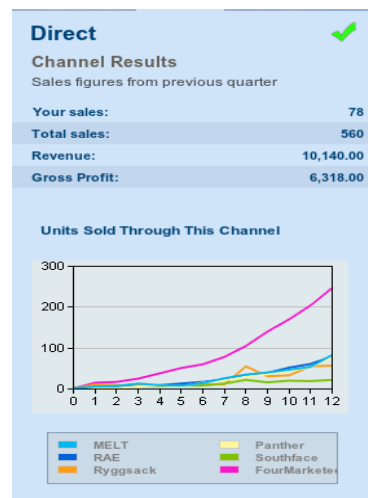 Direct
Channel Results
Sales figures from previous quarter
Your sales: 78
Total sales: 560
Revenue: 10,140.00
Gross Profit: 6,318.00
Units Sold Through This Channel
300
200
100
0
0 1 2 3 4 5 6 7 8 9 10 11 12
MELT Panther
RAE Southface
Ryggsack FourMarketee